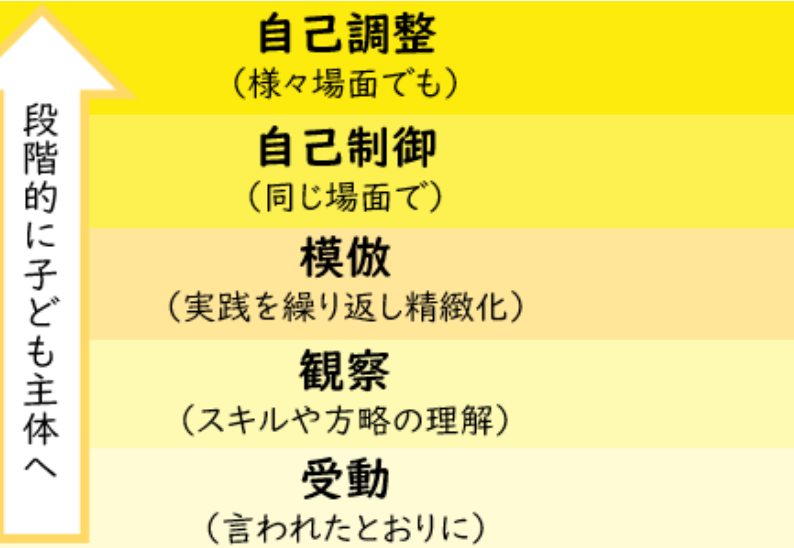 段階的に子ども主体へ
自己調整
（様々場面でも）
自己制御
（同じ場面で）
模倣
（実践を繰り返し精緻化）
観察
（スキルや方略の理解）
受動
（言われたとおりに）